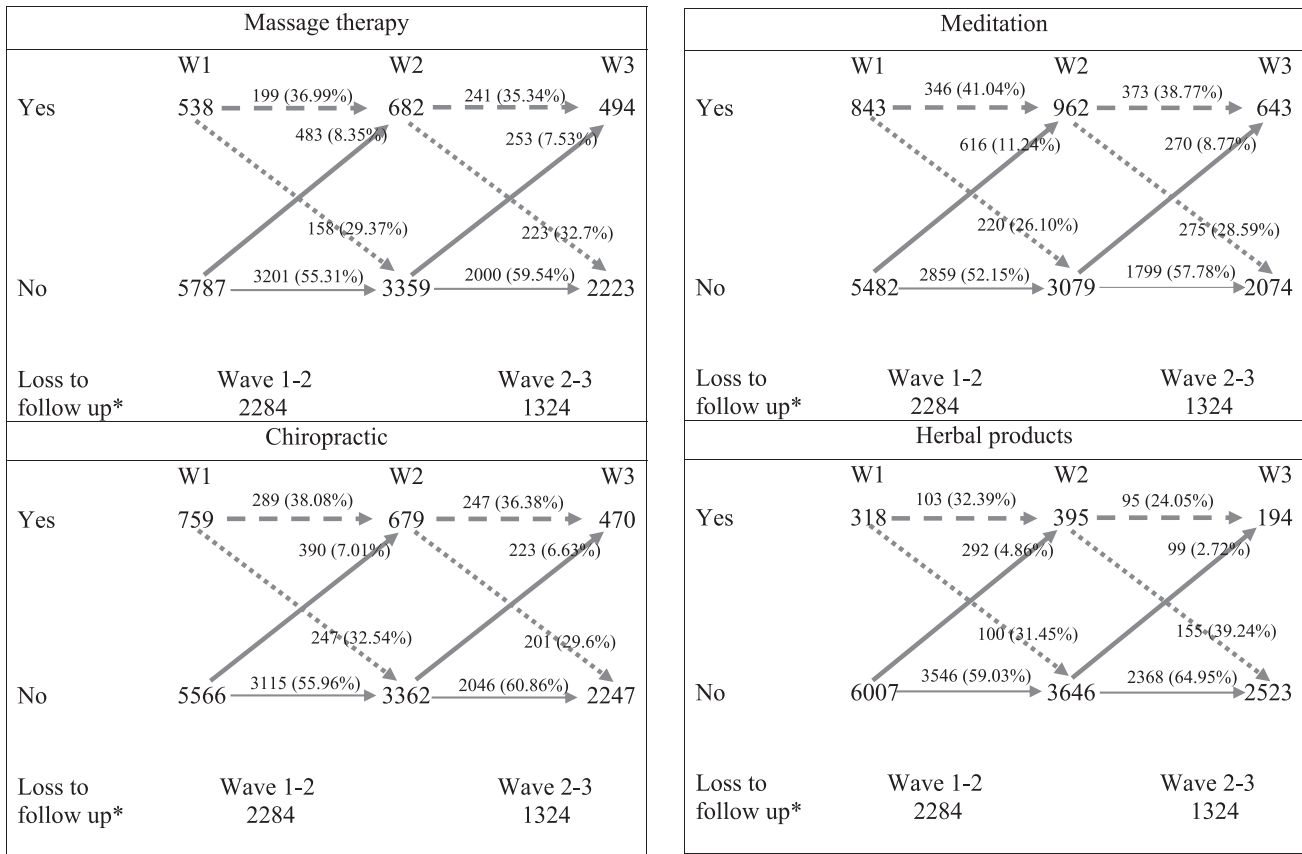 Massage therapy
W1 W2 W3
199 (36.99%) 241 (35.34%)
Yes 538 682 494
483 (8.35%) 253 (7.53%)
158 (29.37%) 223 (32.7%)
3201 (55.31%) 2000 (59.54%)
No 5787 3359 2223
Loss to Wave 1-2 Wave 2-3
follow up* 2284 1324
Meditation
W1 W2 W3
346 (41.04%) 373 (38.77%)
Yes 843 962 643
616 (11.24%) 270 (8.77%)
220 (26.10%) 275 (28.59%)
2859 (52.15%) 1799 (57.78%)
No 5482 3079 2074
Loss to Wave 1-2 Wave 2-3
follow up* 2284 1324
Chiropractic
W1 W2 W3
289 (38.08%) 247 (36.38%)
Yes 759 679 470
390 (7.01%) 223 (6.63%)
247 (32.54%) 201 (29.6%)
3115 (55.96%) 2046 (60.86%)
No 5566 3362 2247
Loss to Wave 1-2 Wave 2-3
follow up* 2284 1324
Herbal products
W1 W2 W3
103 (32.39%) 95 (24.05%)
Yes 318 395 194
292 (4.86%) 99 (2.72%)
100 (31.45%) 155 (39.24%)
3546 (59.03%) 2368 (64.95%)
No 6007 3646 2523
Loss to Wave 1-2 Wave 2-3
follow up* 2284 1324